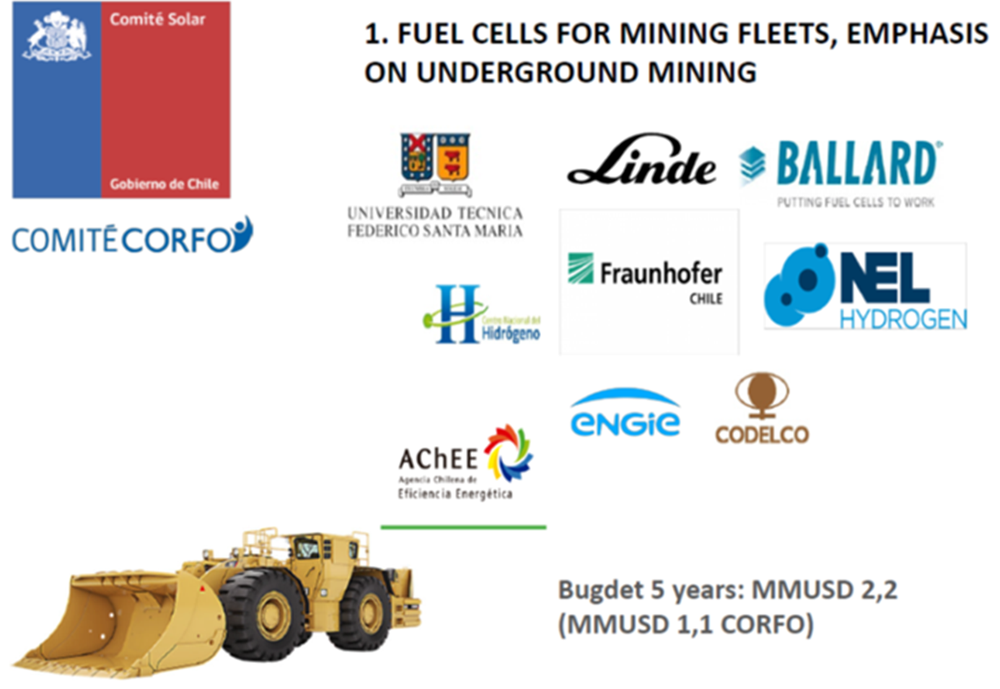 Comité Solar
Gobierno de Chile
COMITÉ CORFO
1. FUEL CELLS FOR MINING FLEETS, EMPHASIS
ON UNDERGROUND MINING
UNIVERSIDAD TECNICA
FEDERICO SANTA MARIA
Linde
BALLARD®
PUTTING FUEL CELLS TO WORK
Fraunhofer
CHILE
NEL
HYDROGEN
H
Centro Nacional del
Hidrógeno
ENGIE
CODELCO
AChEE
Agencia Chilena de
Eficiencia Energética
Bugdet 5 years: MMUSD 2,2
(MMUSD 1,1 CORFO)